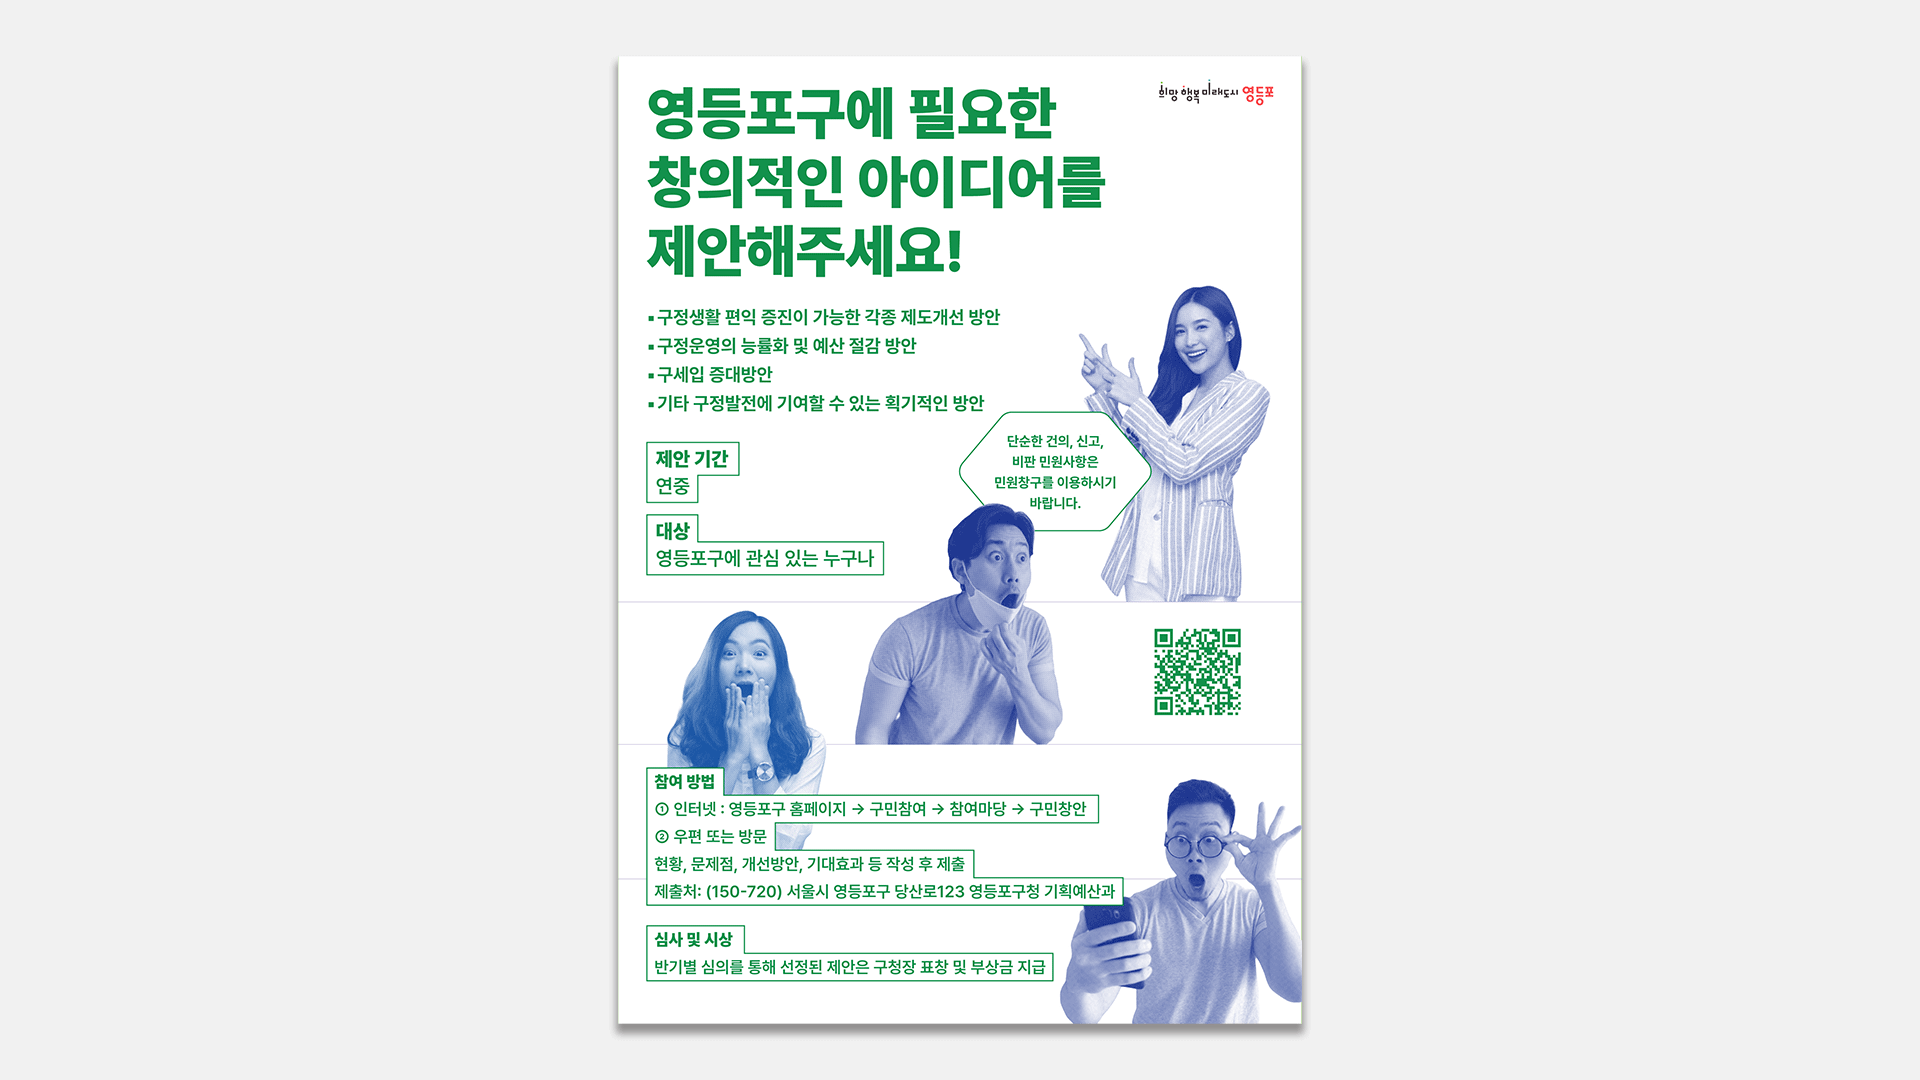 영등포구에 필요한
창의적인 아이디어를
제안해주세요!
희망 행복 미래도시 영등포
▪구정생활 편익 증진이 가능한 각종 제도개선 방안
▪구정운영의 능률화 및 예산 절감 방안
▪구세입 증대방안
▪기타 구정발전에 기여할 수 있는 획기적인 방안
단순한 건의, 신고,
비판 민원사항은
민원창구를 이용하시기
바랍니다.
제안 기간
연중
대상
영등포구에 관심 있는 누구나
참여 방법
① 인터넷 : 영등포구 홈페이지 → 구민참여 → 참여마당 → 구민창안
② 우편 또는 방문
현황, 문제점, 개선방안, 기대효과 등 작성 후 제출
제출처: (150-720) 서울시 영등포구 당산로123 영등포구청 기획예산과
심사 및 시상
반기별 심의를 통해 선정된 제안은 구청장 표창 및 부상금 지급